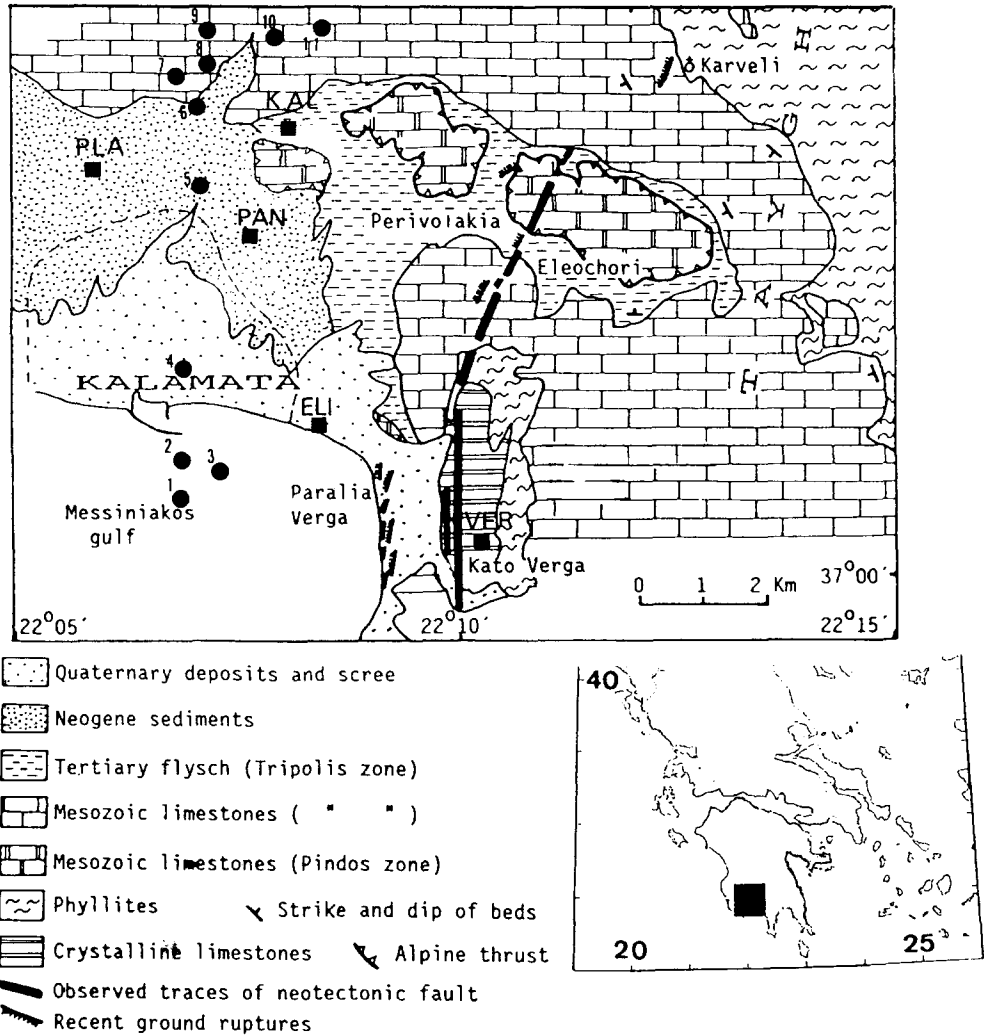 9
10
11
8
7
6
KAL
Karveli
PLA
5
PAN
Perivolakia
Eleochori
4
KALAMATA
ELI
2
3
1
Paralia
Verga
Messiniakos
gulf
VER
Kato Verga
0 1 2 Km
37°00′
22°05′
22°10′
22°15′
T A Y G H
Quaternary deposits and scree
Neogene sediments
Tertiary flysch (Tripolis zone)
Mesozoic limestones ( " " )
Mesozoic limestones (Pindos zone)
Phyllites
Strike and dip of beds
Crystalline limestones
Alpine thrust
Observed traces of neotectonic fault
Recent ground ruptures
40
20
25